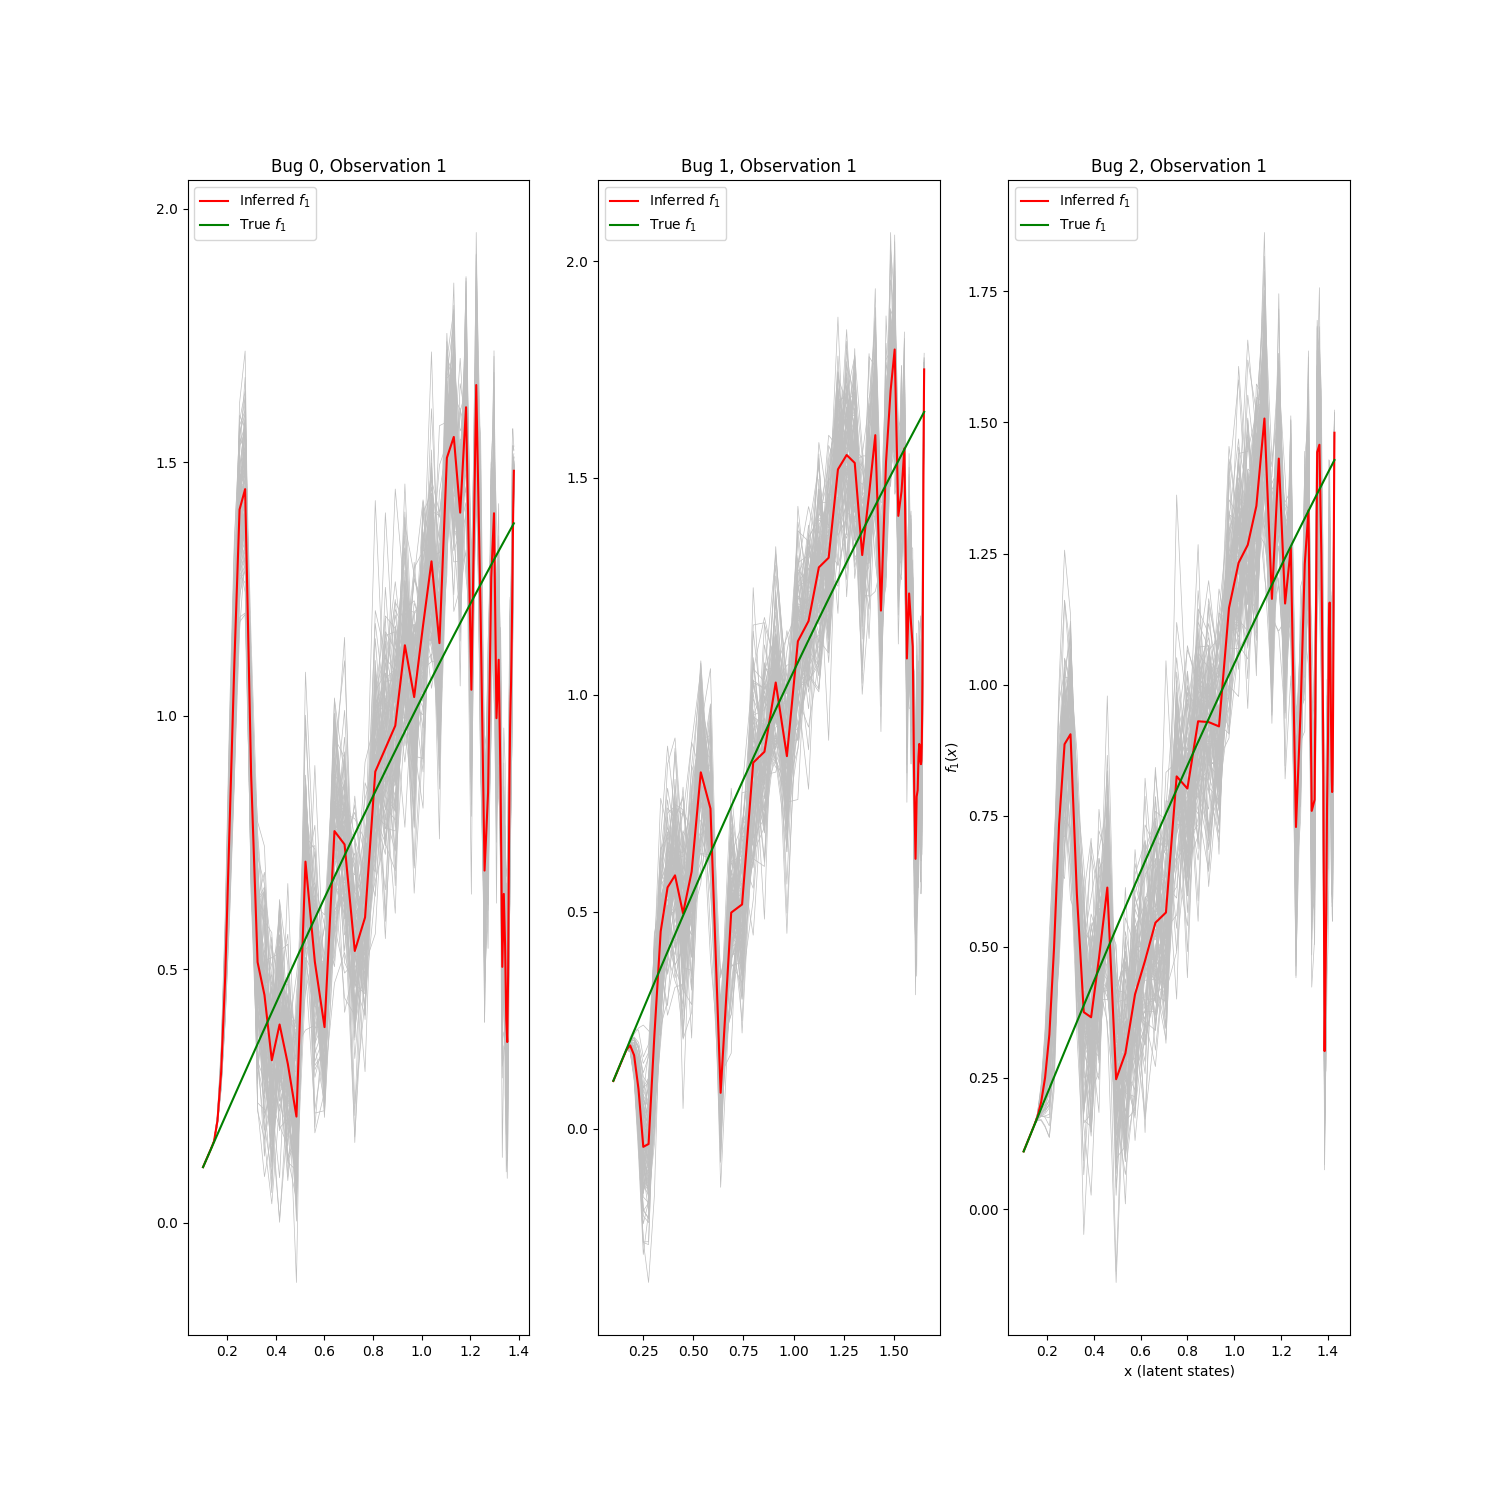 Bug 0, Observation 1
Inferred f₁
True f₁
2.0
1.5
1.0
0.5
0.0
0.2 0.4 0.6 0.8 1.0 1.2 1.4
Bug 1, Observation 1
Inferred f₁
True f₁
2.0
1.5
1.0
0.5
0.0
0.25 0.50 0.75 1.00 1.25 1.50
Bug 2, Observation 1
Inferred f₁
True f₁
f₁(x)
1.75
1.50
1.25
1.00
0.75
0.50
0.25
0.00
0.2 0.4 0.6 0.8 1.0 1.2 1.4
x (latent states)